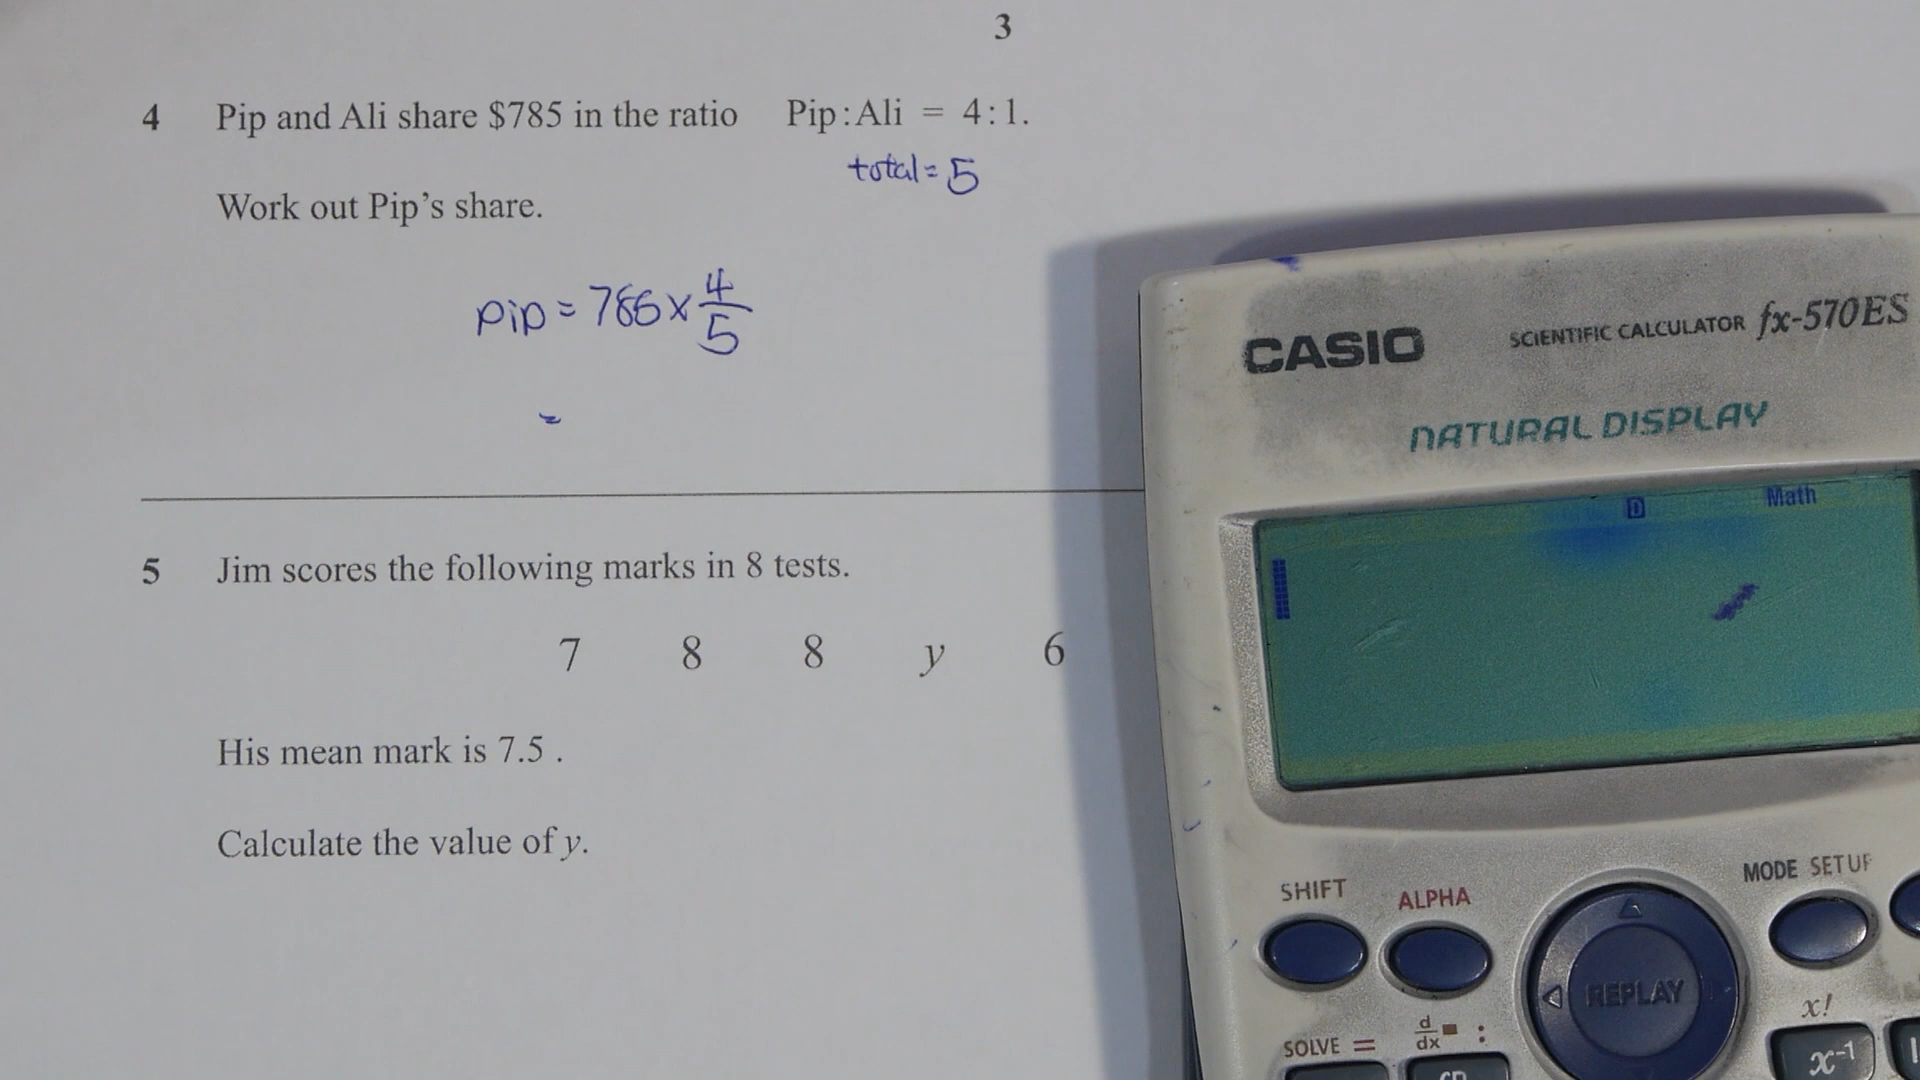 3
4 Pip and Ali share $785 in the ratio Pip : Ali = 4 : 1.
total = 5
Work out Pip's share.
Pip = 785 × 4/5
=
5 Jim scores the following marks in 8 tests.
7 8 8 y 6
His mean mark is 7.5 .
Calculate the value of y.
CASIO SCIENTIFIC CALCULATOR fx-570ES
NATURAL DISPLAY
D Math
SHIFT ALPHA MODE SETUP
REPLAY
SOLVE = d/dx ■ : x!
x⁻¹